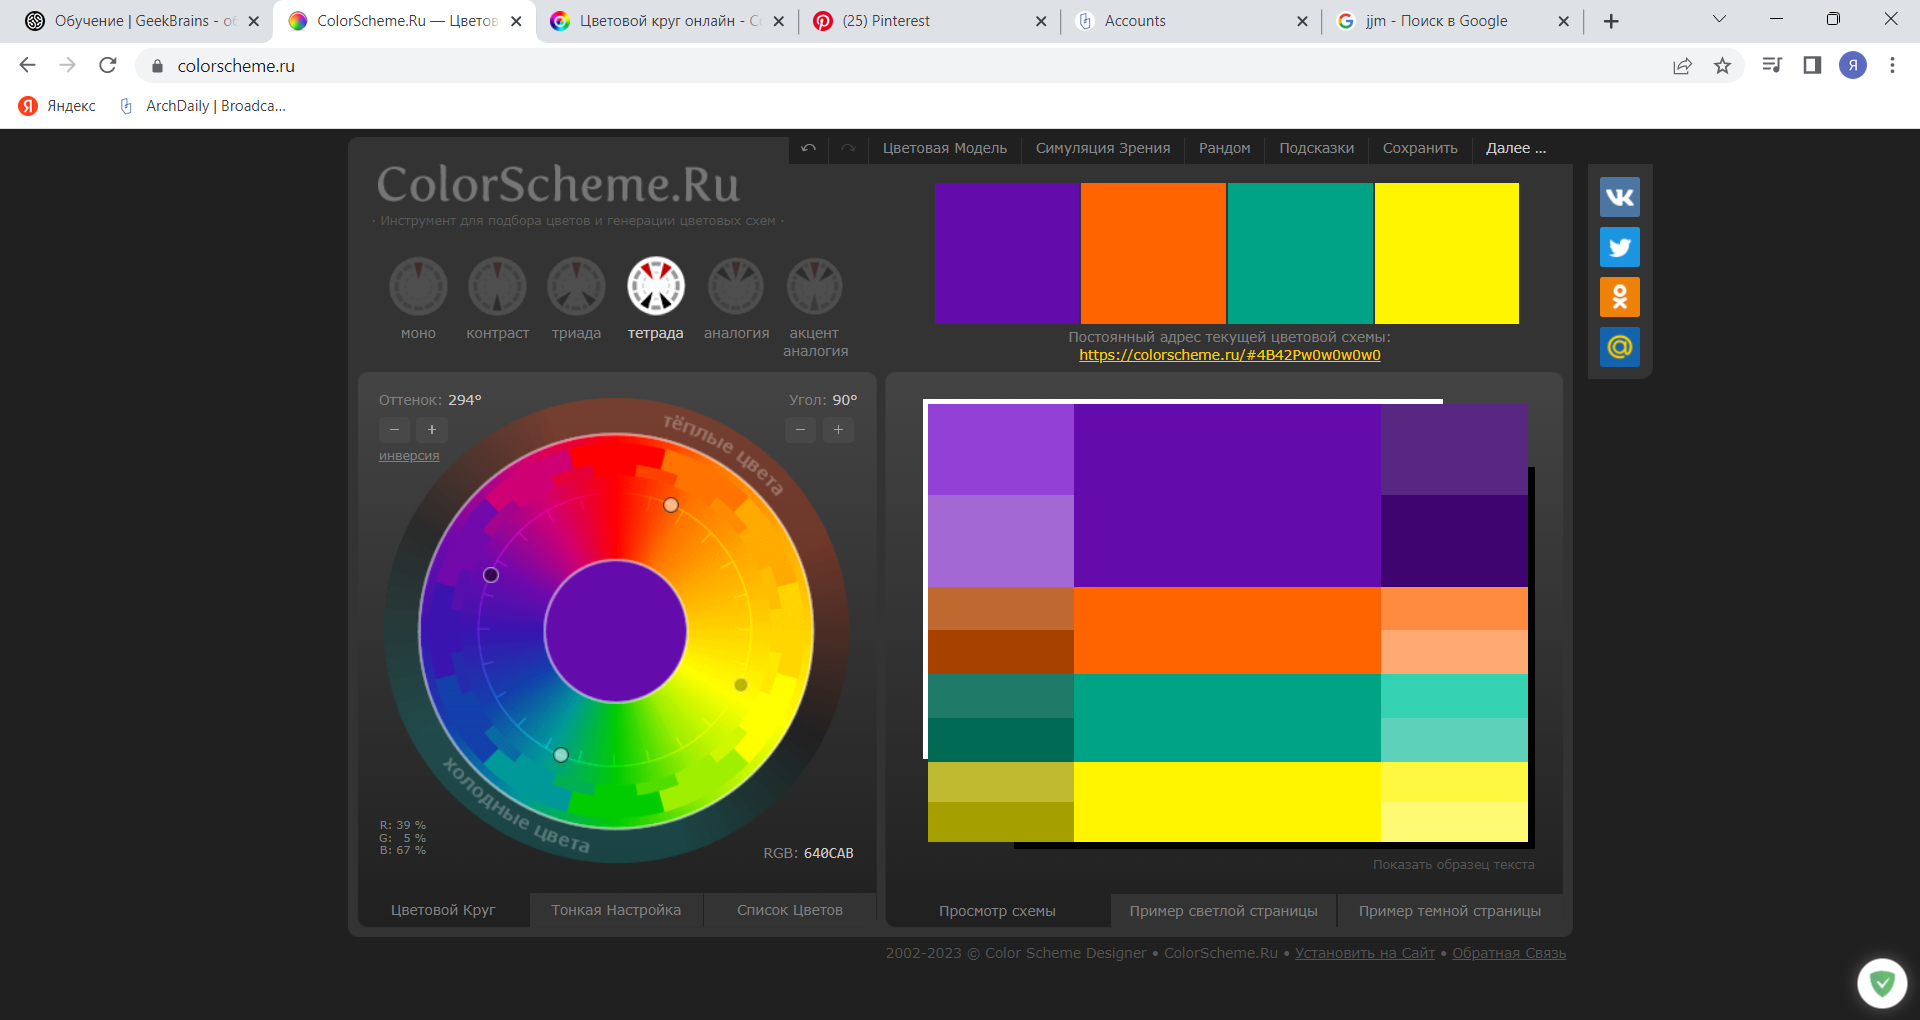 Обучение | GeekBrains - об
ColorScheme.Ru — Цветов
Цветовой круг онлайн - Co
(25) Pinterest
Accounts
jjm - Поиск в Google
colorscheme.ru
Я
Я Яндекс
ArchDaily | Broadca...
Цветовая Модель
Симуляция Зрения
Рандом
Подсказки
Сохранить
Далее ...
ColorScheme.Ru
· Инструмент для подбора цветов и генерации цветовых схем ·
моно
контраст
триада
тетрада
аналогия
акцент
аналогия
Постоянный адрес текущей цветовой схемы:
https://colorscheme.ru/#4B42Pw0w0w0w0
Оттенок: 294°
Угол: 90°
− +
− +
инверсия
тёплые цвета
холодные цвета
R: 39 %
G: 5 %
B: 67 %
RGB: 640CAB
Показать образец текста
Цветовой Круг
Тонкая Настройка
Список Цветов
Просмотр схемы
Пример светлой страницы
Пример темной страницы
2002-2023 © Color Scheme Designer • ColorScheme.Ru • Установить на Сайт • Обратная Связь